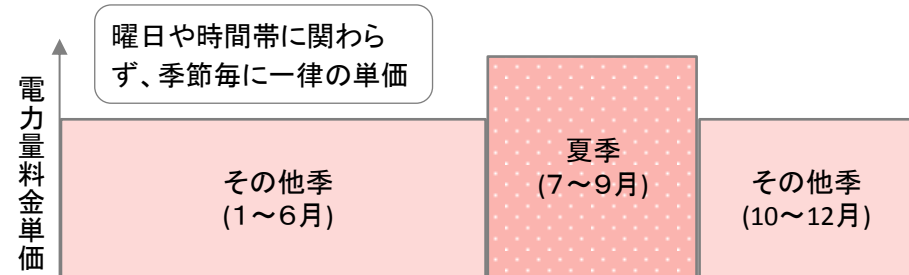 曜日や時間帯に関わら
ず、季節毎に一律の単価
電力量料金単価
その他季
(1～6月)
夏季
(7～9月)
その他季
(10～12月)